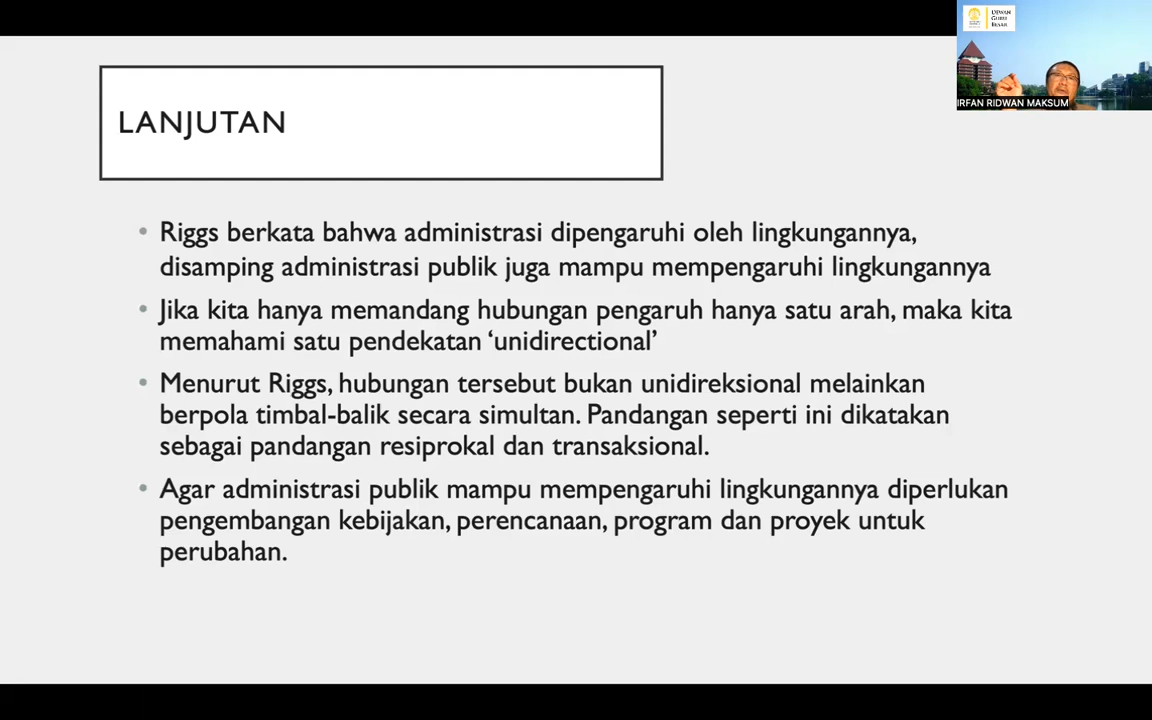 DEWAN
GURU
BESAR
IRFAN RIDWAN MAKSUM
LANJUTAN
• Riggs berkata bahwa administrasi dipengaruhi oleh lingkungannya,
disamping administrasi publik juga mampu mempengaruhi lingkungannya
• Jika kita hanya memandang hubungan pengaruh hanya satu arah, maka kita
memahami satu pendekatan ‘unidirectional’
• Menurut Riggs, hubungan tersebut bukan unidireksional melainkan
berpola timbal-balik secara simultan. Pandangan seperti ini dikatakan
sebagai pandangan resiprokal dan transaksional.
• Agar administrasi publik mampu mempengaruhi lingkungannya diperlukan
pengembangan kebijakan, perencanaan, program dan proyek untuk
perubahan.